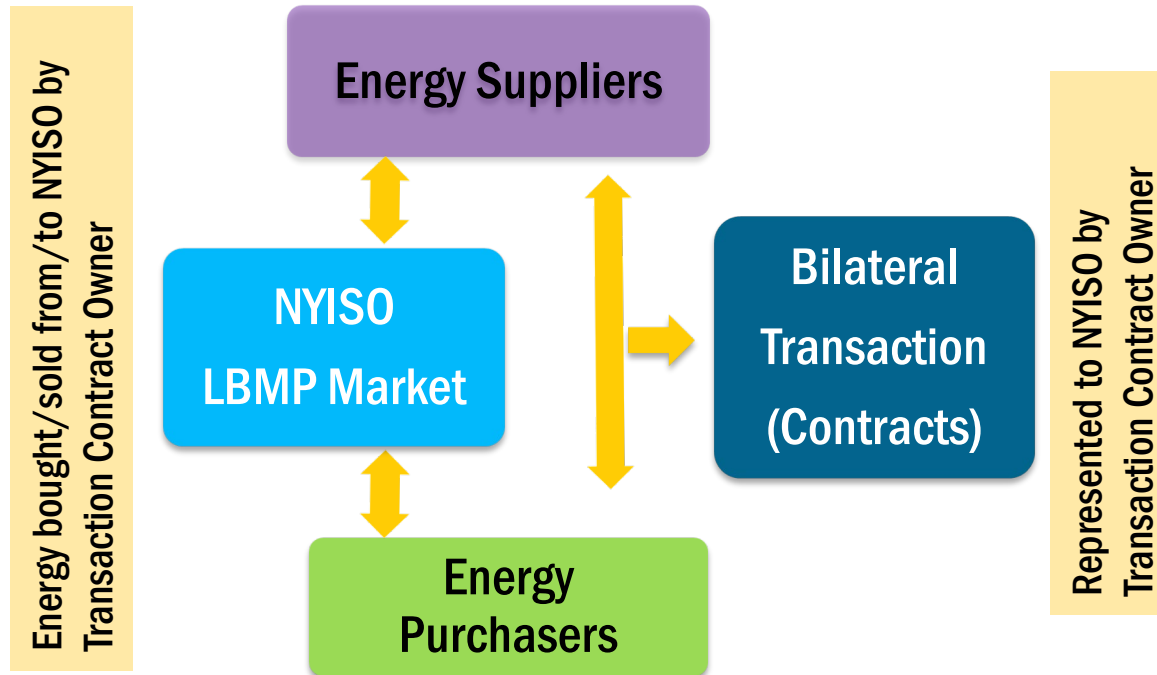 Energy bought/sold from/to NYISO by
Transaction Contract Owner
Energy Suppliers
NYISO
LBMP Market
Bilateral
Transaction
(Contracts)
Energy
Purchasers
Represented to NYISO by
Transaction Contract Owner